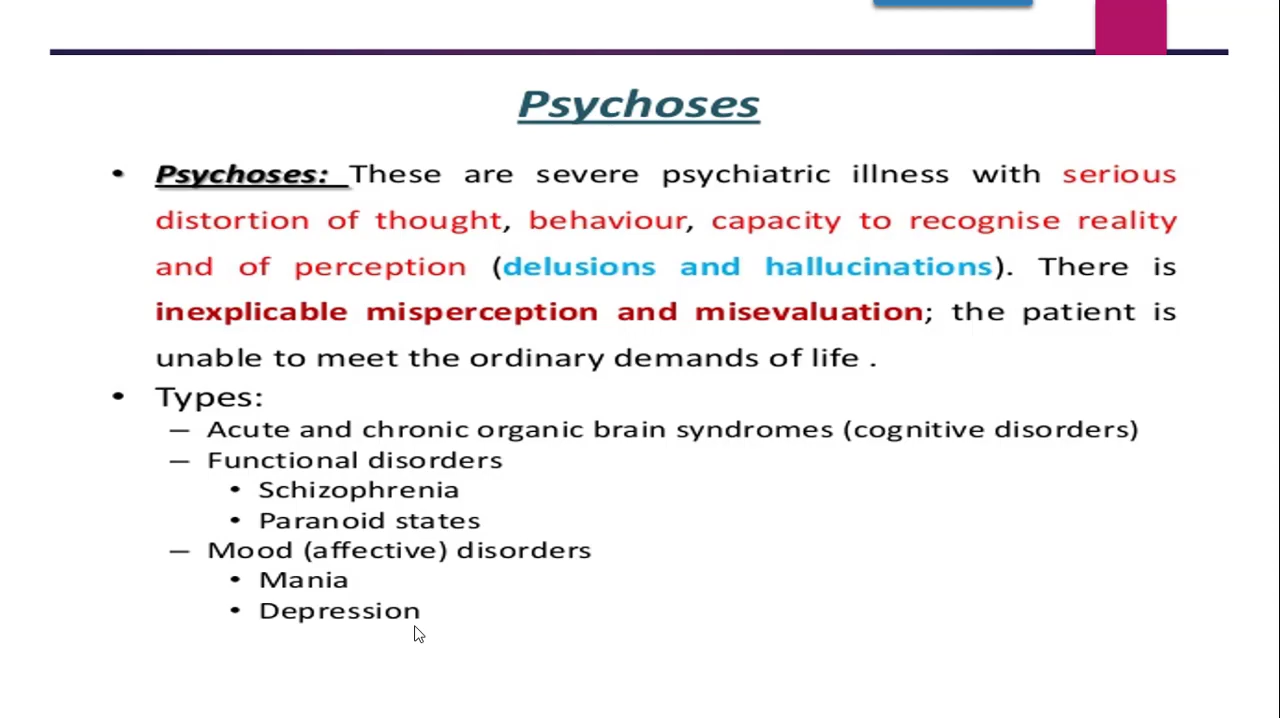 Psychoses
• Psychoses: These are severe psychiatric illness with serious
distortion of thought, behaviour, capacity to recognise reality
and of perception (delusions and hallucinations). There is
inexplicable misperception and misevaluation; the patient is
unable to meet the ordinary demands of life .
• Types:
– Acute and chronic organic brain syndromes (cognitive disorders)
– Functional disorders
• Schizophrenia
• Paranoid states
– Mood (affective) disorders
• Mania
• Depression